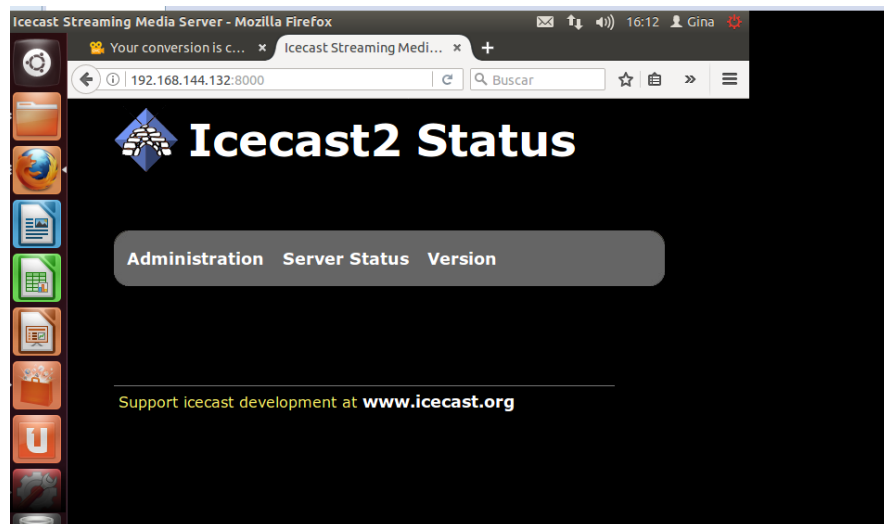 Icecast Streaming Media Server - Mozilla Firefox 16:12 Gina
Your conversion is c... × Icecast Streaming Medi... × +
192.168.144.132:8000 Buscar
Icecast2 Status
Administration Server Status Version
Support icecast development at www.icecast.org